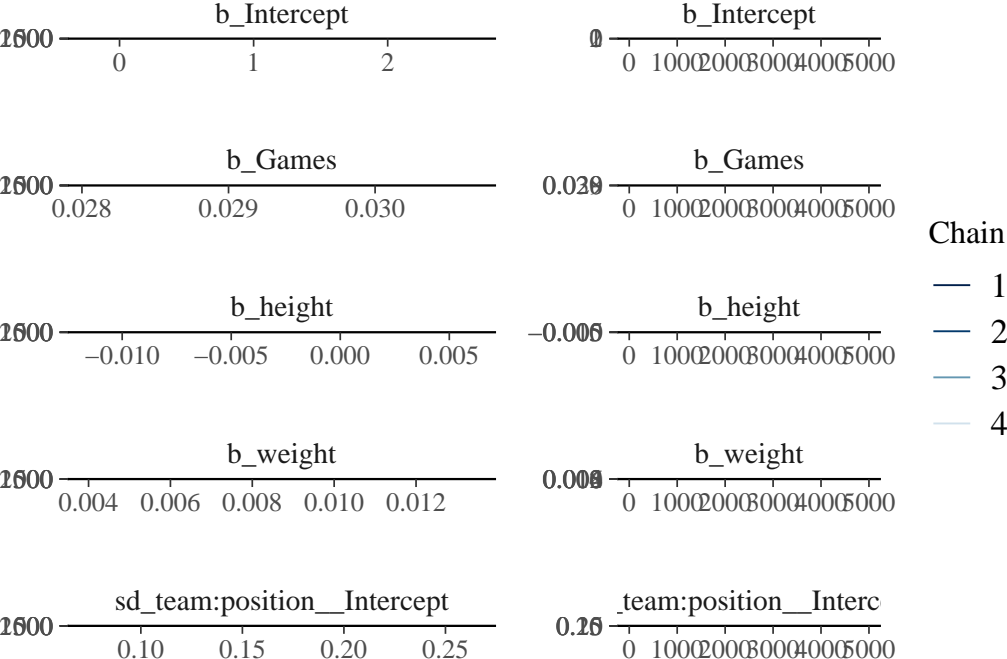 b_Intercept b_Intercept
0 1 2 0 1000 2000 3000 4000 5000
b_Games b_Games
0.028 0.029 0.030 0 1000 2000 3000 4000 5000
Chain
1
b_height b_height
2
–0.010 –0.005 0.000 0.005 0 1000 2000 3000 4000 5000
3
4
b_weight b_weight
0.004 0.006 0.008 0.010 0.012 0 1000 2000 3000 4000 5000
sd_team:position__Intercept _team:position__Interc
0.10 0.15 0.20 0.25 0 1000 2000 3000 4000 5000